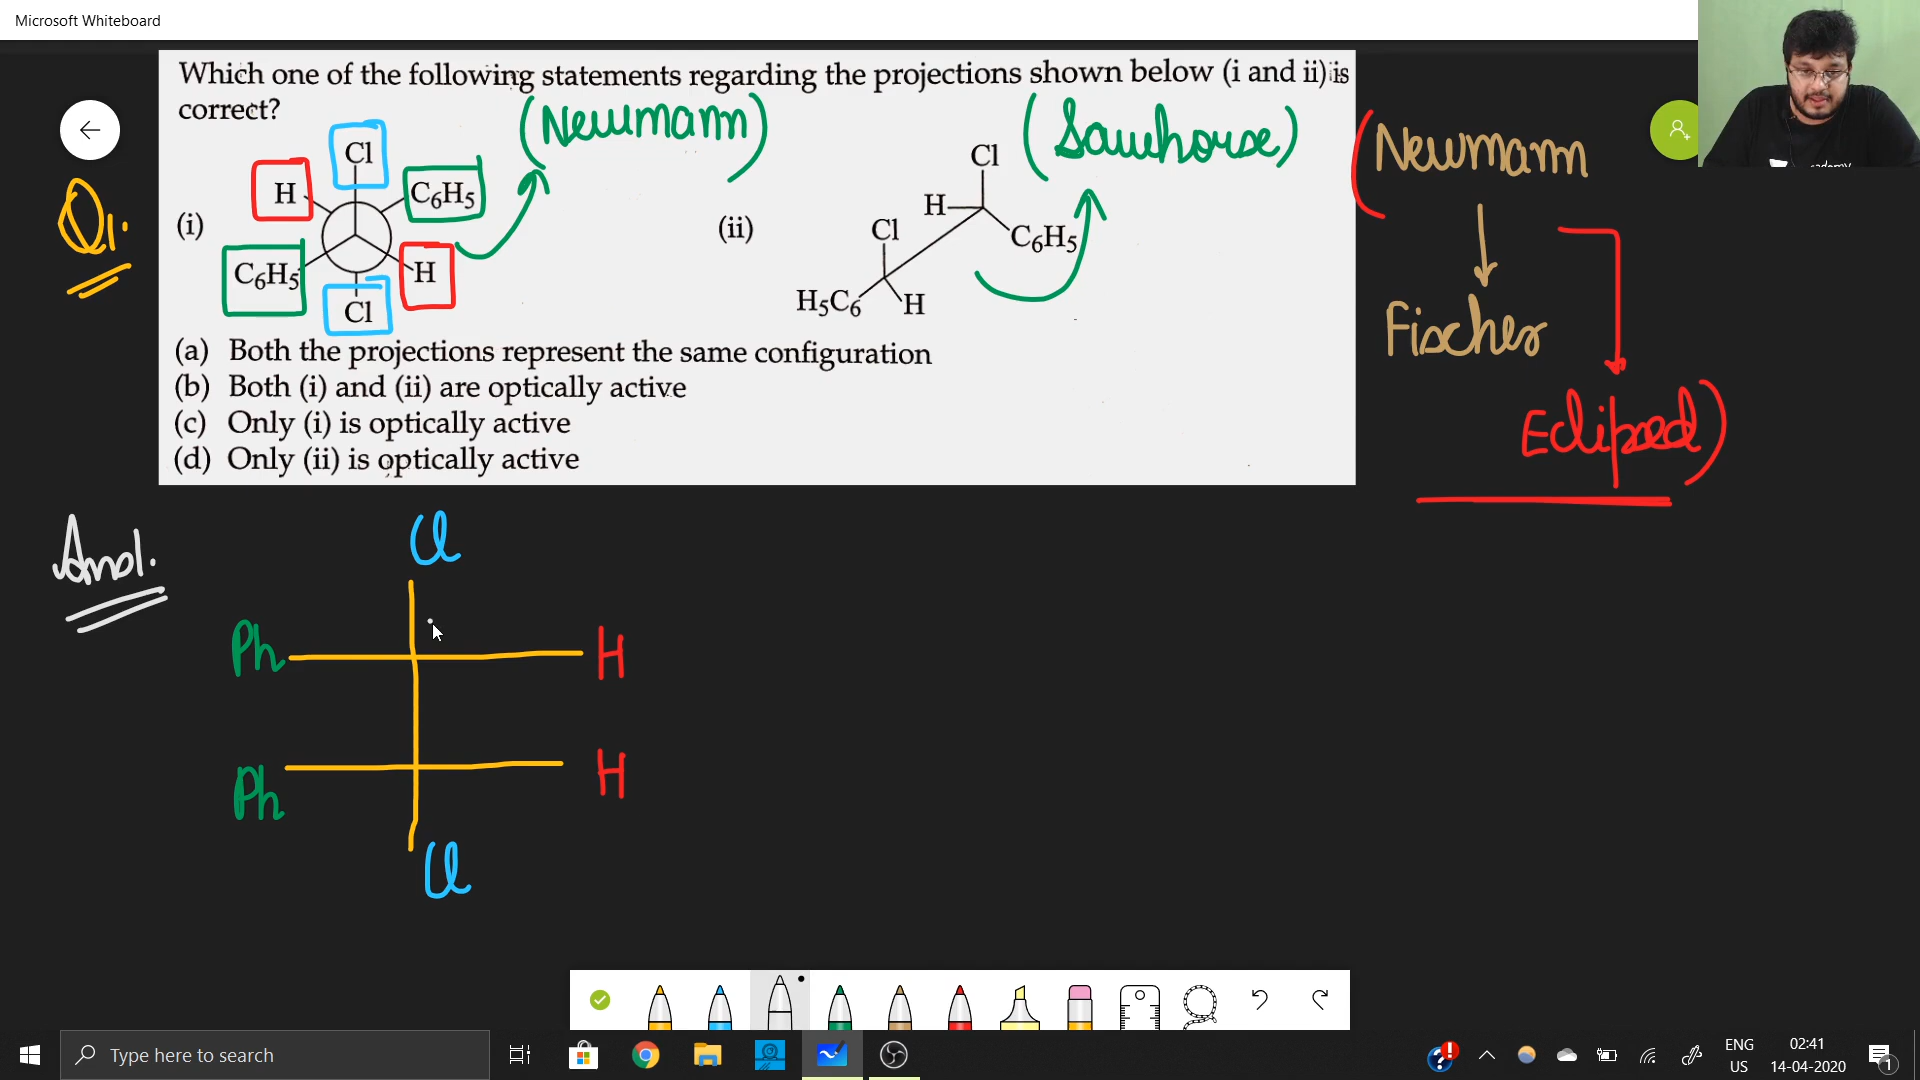 Microsoft Whiteboard
Which one of the following statements regarding the projections shown below (i and ii) is
correct?
(Newmann)
(Sawhouse)
(Newmann
Fischer
Eclipsed)
Q1.
(i)
Cl
H
C6H5
C6H5
H
Cl
(ii)
Cl
H
C6H5
Cl
H5C6
H
(a) Both the projections represent the same configuration
(b) Both (i) and (ii) are optically active
(c) Only (i) is optically active
(d) Only (ii) is optically active
Cl
Ph
H
Ph
H
Cl
Type here to search
ENG
US
02:41
14-04-2020
1